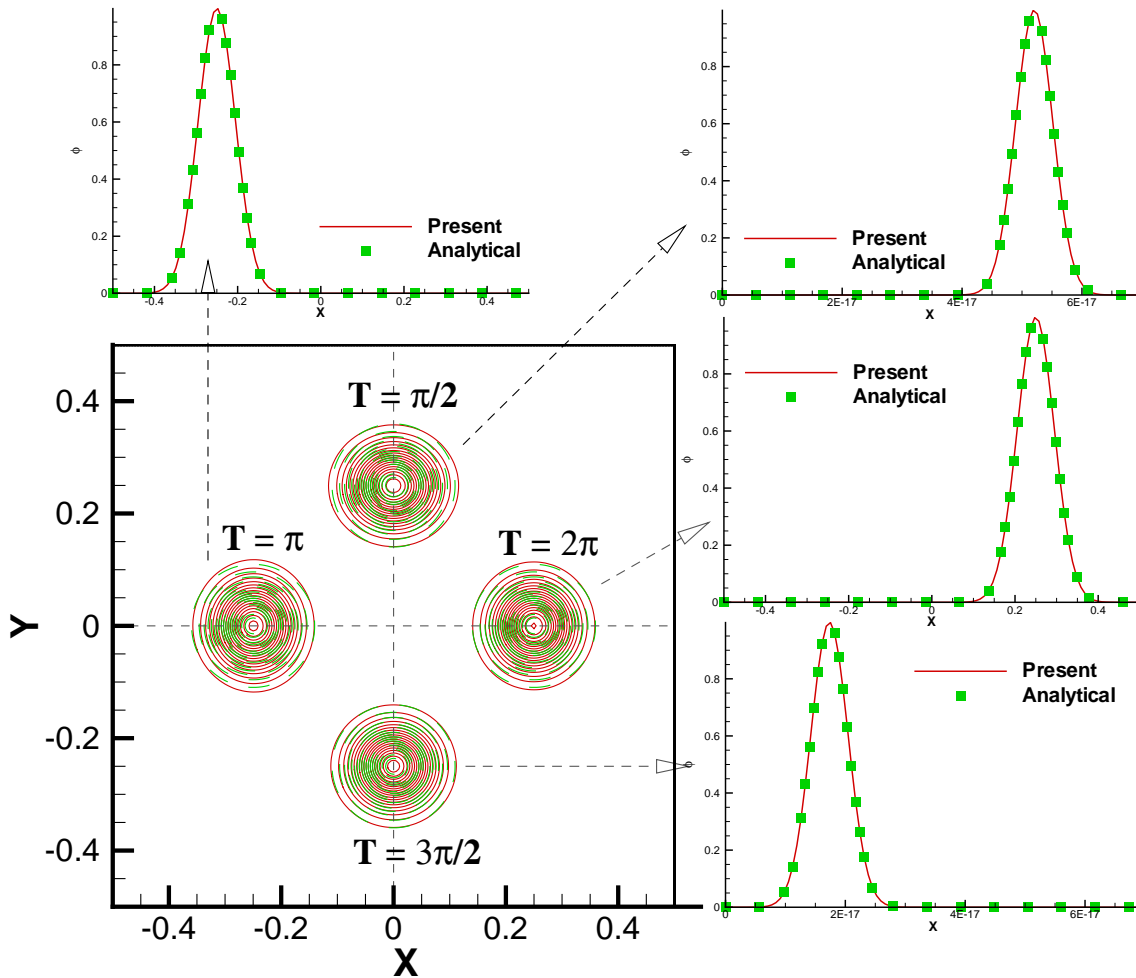 0.8
0.6
0.4
0.2
0
ϕ
-0.4
-0.2
0
0.2
0.4
X
Present
Analytical
0.8
0.6
0.4
0.2
0
ϕ
0
2E-17
4E-17
6E-17
X
Present
Analytical
0.8
0.6
0.4
0.2
0
ϕ
-0.4
-0.2
0
0.2
0.4
X
Present
Analytical
0.8
0.6
0.4
0.2
0
ϕ
0
2E-17
4E-17
6E-17
X
Present
Analytical
0.4
0.2
0
-0.2
-0.4
Y
T = π/2
T = π
T = 2π
T = 3π/2
-0.4
-0.2
0
0.2
0.4
X